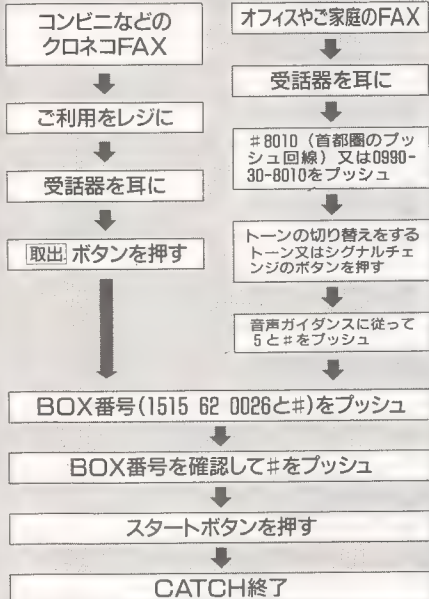 コンビニなどの
クロネコFAX
ご利用をレジに
受話器を耳に
取出 ボタンを押す
オフィスやご家庭のFAX
受話器を耳に
#8010(首都圏のプッ
シュ回線)又は0990-
30-8010をプッシュ
トーンの切り替えをする
トーン又はシグナルチェ
ンジのボタンを押す
音声ガイダンスに従って
5と#をプッシュ
BOX番号(1515 62 0026と#)をプッシュ
BOX番号を確認して#をプッシュ
スタートボタンを押す
CATCH終了